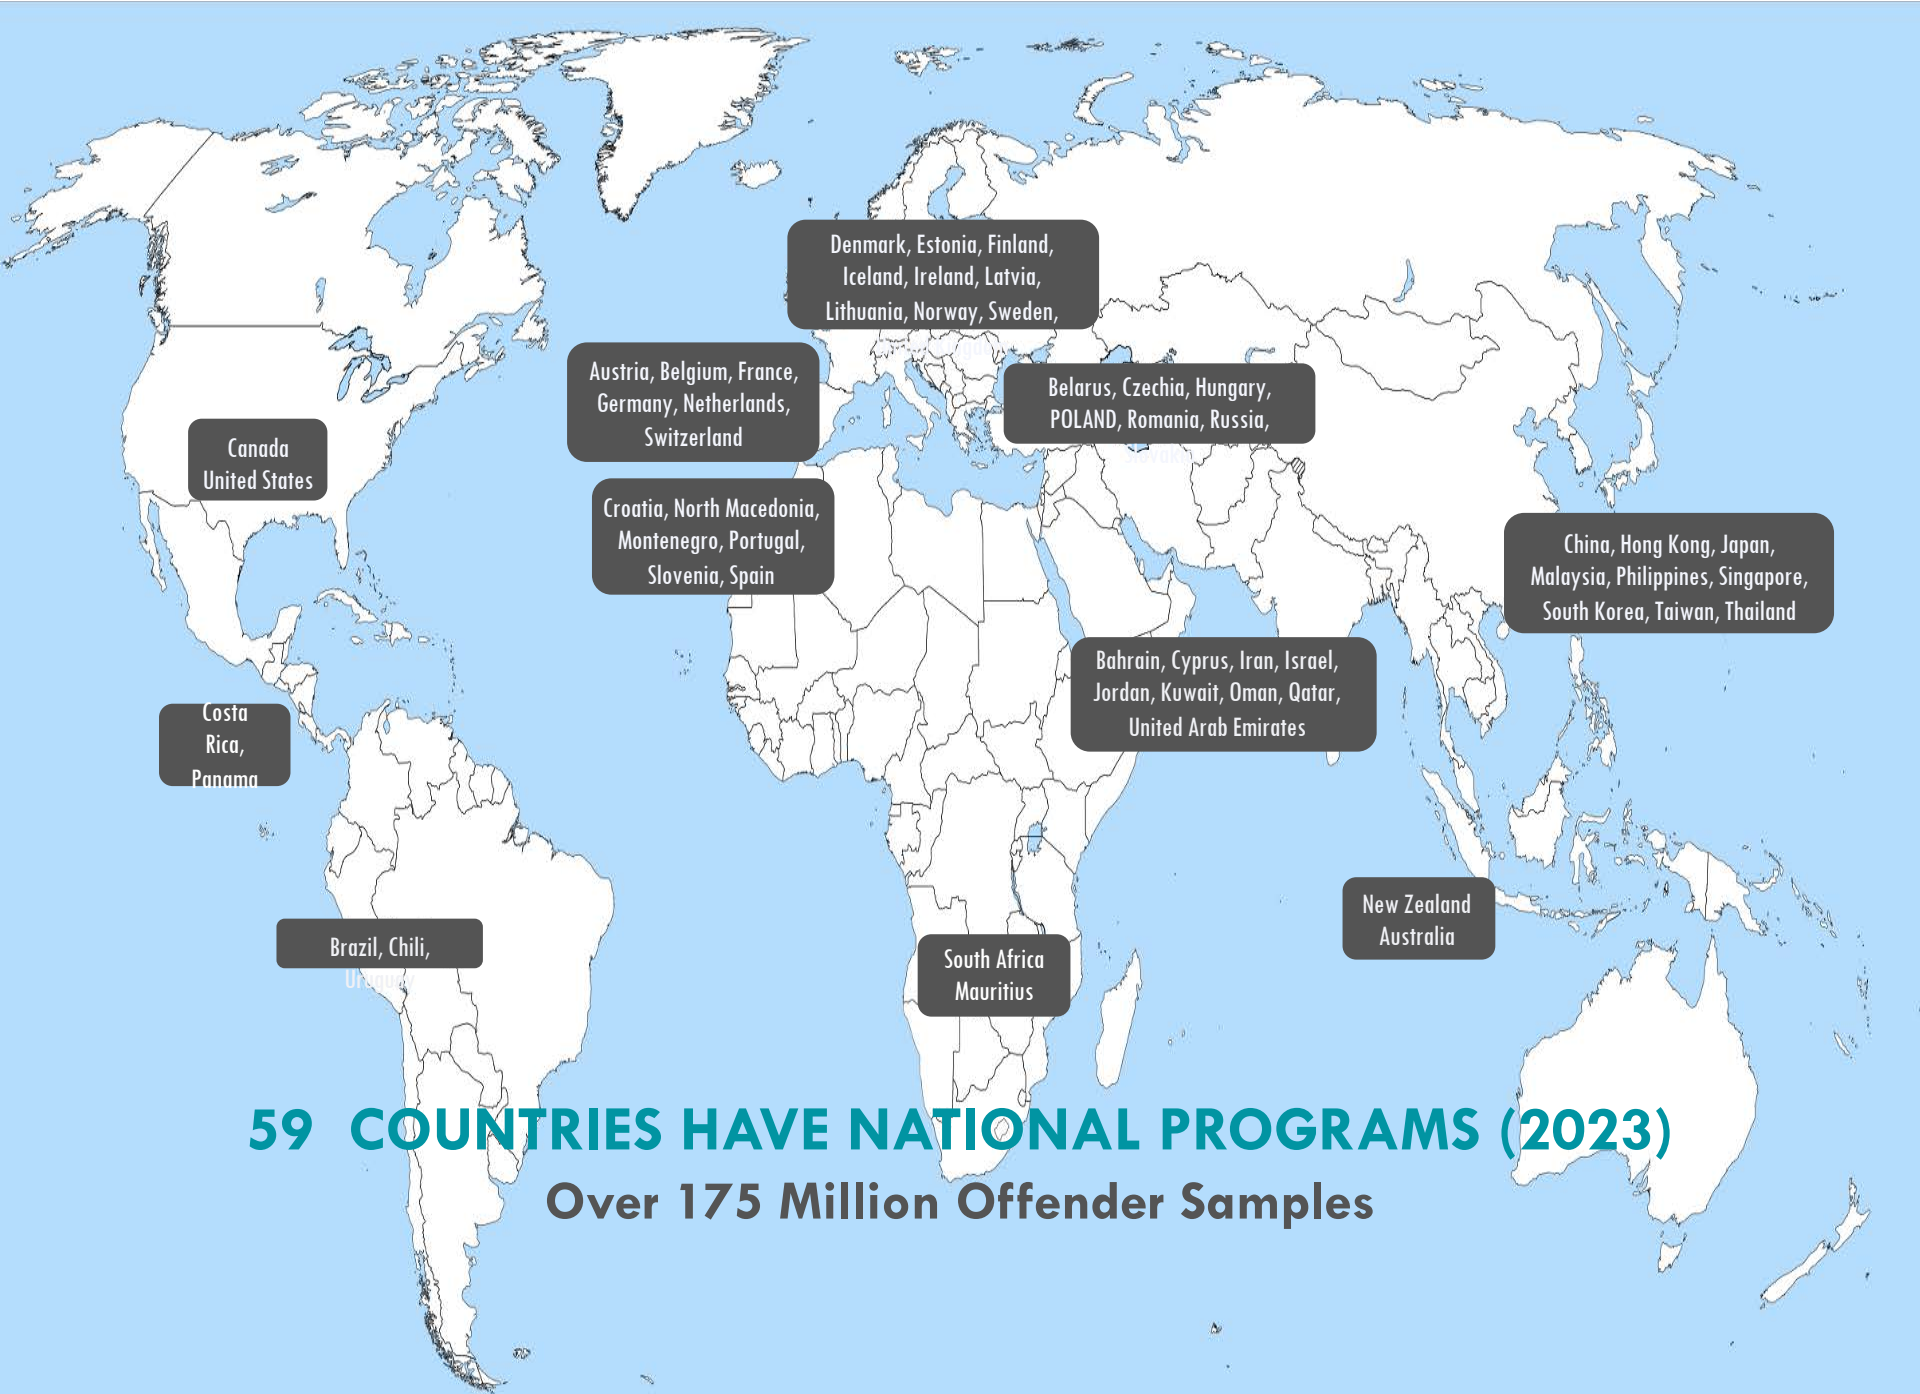 Denmark, Estonia, Finland,
Iceland, Ireland, Latvia,
Lithuania, Norway, Sweden,
Austria, Belgium, France,
Germany, Netherlands,
Switzerland
Belarus, Czechia, Hungary,
POLAND, Romania, Russia,
Slovakia
Canada
United States
Croatia, North Macedonia,
Montenegro, Portugal,
Slovenia, Spain
China, Hong Kong, Japan,
Malaysia, Philippines, Singapore,
South Korea, Taiwan, Thailand
Bahrain, Cyprus, Iran, Israel,
Jordan, Kuwait, Oman, Qatar,
United Arab Emirates
Costa
Rica,
Panama
New Zealand
Australia
Brazil, Chili,
Uruguay
South Africa
Mauritius
59 COUNTRIES HAVE NATIONAL PROGRAMS (2023)
Over 175 Million Offender Samples